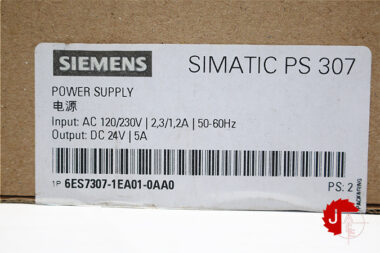 SIEMENS
SIMATIC PS 307
POWER SUPPLY
电源
Input: AC 120/230V | 2,3/1,2A | 50-60Hz
Output: DC 24V | 5A
1P 6ES7307-1EA01-0AA0
PS: 2
J